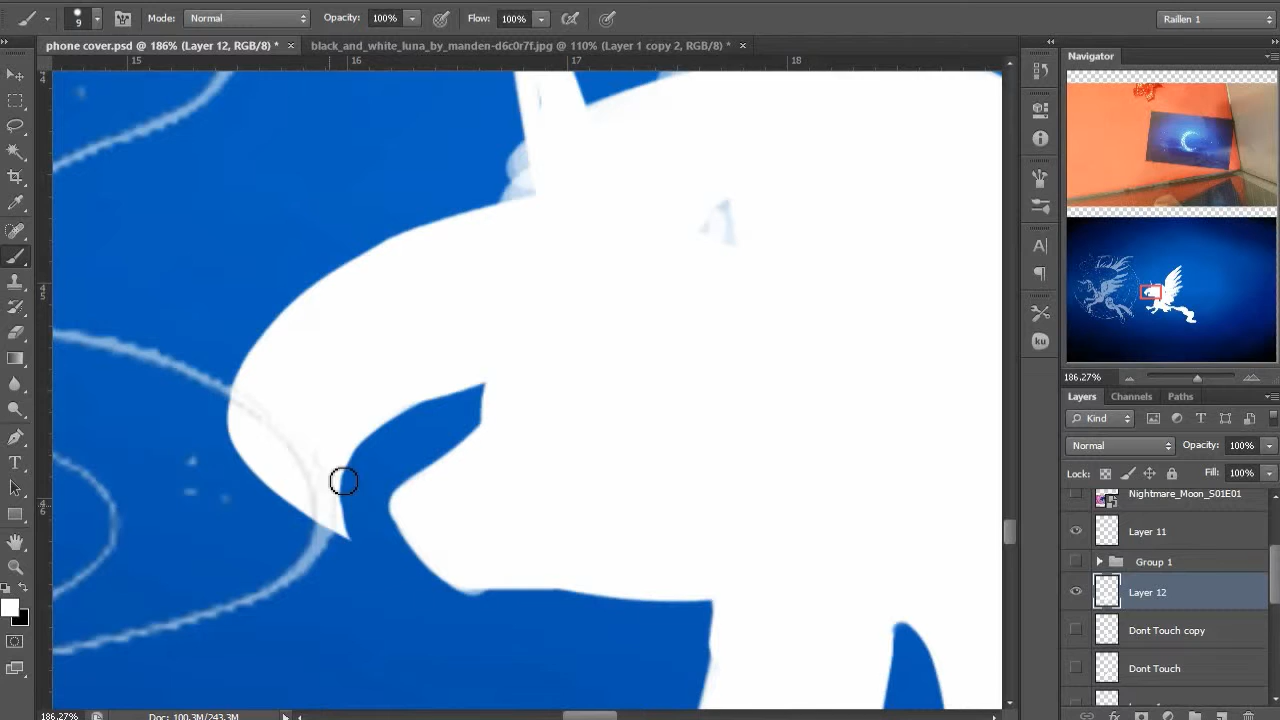 9 Mode: Normal Opacity: 100% Flow: 100% Raillen 1
phone cover.psd @ 186% (Layer 12, RGB/8) * × black_and_white_luna_by_manden-d6c0r7f.jpg @ 110% (Layer 1 copy 2, RGB/8) * ×
15 16 17 18
Navigator
186.27%
Layers Channels Paths
Kind
Normal Opacity: 100%
Lock: Fill: 100%
Nightmare_Moon_S01E01
Layer 11
Group 1
Layer 12
Dont Touch copy
Dont Touch
186.27% Doc: 100.3M/243.3M